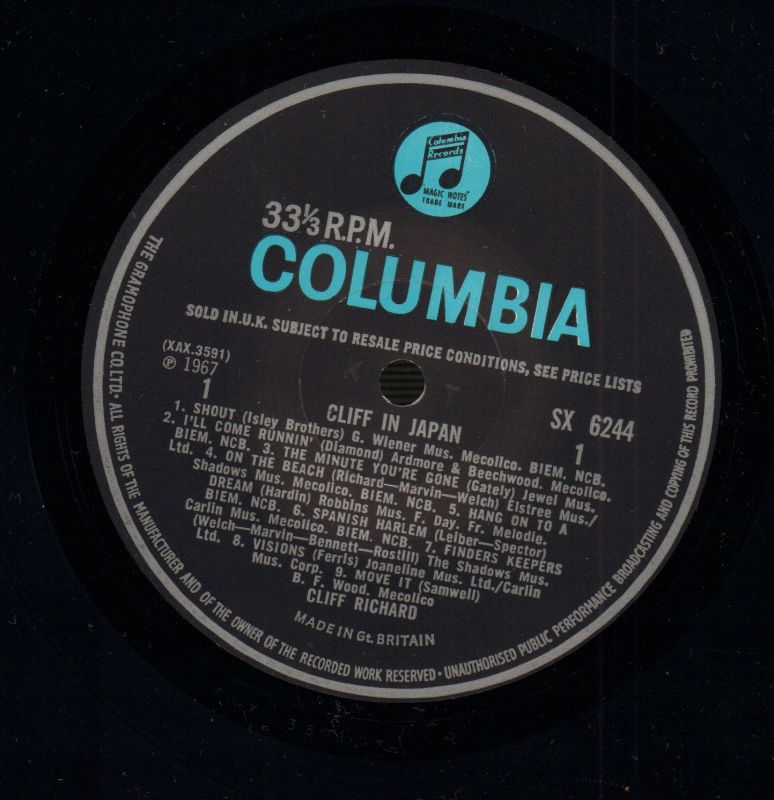 Columbia
Records
MAGIC NOTES
TRADE MARK
33⅓ R.P.M.
COLUMBIA
SOLD IN U.K. SUBJECT TO RESALE PRICE CONDITIONS, SEE PRICE LISTS
(XAX.3591)
℗ 1967
1
K T
CLIFF IN JAPAN
SX 6244
1
1. SHOUT (Isley Brothers) G. Wiener Mus. Mecolico. BIEM. NCB.
2. I'LL COME RUNNIN' (Diamond) Ardmore & Beechwood. Mecolico.
BIEM. NCB. 3. THE MINUTE YOU'RE GONE (Gately) Jewel Mus.
Ltd. 4. ON THE BEACH (Richard—Marvin—Welch) Elstree Mus./
Shadows Mus. Mecolico. BIEM. NCB. 5. HANG ON TO A
DREAM (Hardin) Robbins Mus. F. Day. Fr. Melodie.
BIEM. NCB. 6. SPANISH HARLEM (Leiber—Spector)
Carlin Mus. Mecolico. BIEM. NCB. 7. FINDERS KEEPERS
(Welch—Marvin—Bennett—Rostill) The Shadows Mus.
Ltd. 8. VISIONS (Ferris) Joaneline Mus. Ltd./Carlin
Mus. Corp. 9. MOVE IT (Samwell)
B. F. Wood. Mecolico
CLIFF RICHARD
MADE IN Gt. BRITAIN
THE GRAMOPHONE CO. LTD. • ALL RIGHTS OF THE MANUFACTURER AND OF THE OWNER OF THE RECORDED WORK RESERVED • UNAUTHORISED PUBLIC PERFORMANCE BROADCASTING AND COPYING OF THIS RECORD PROHIBITED